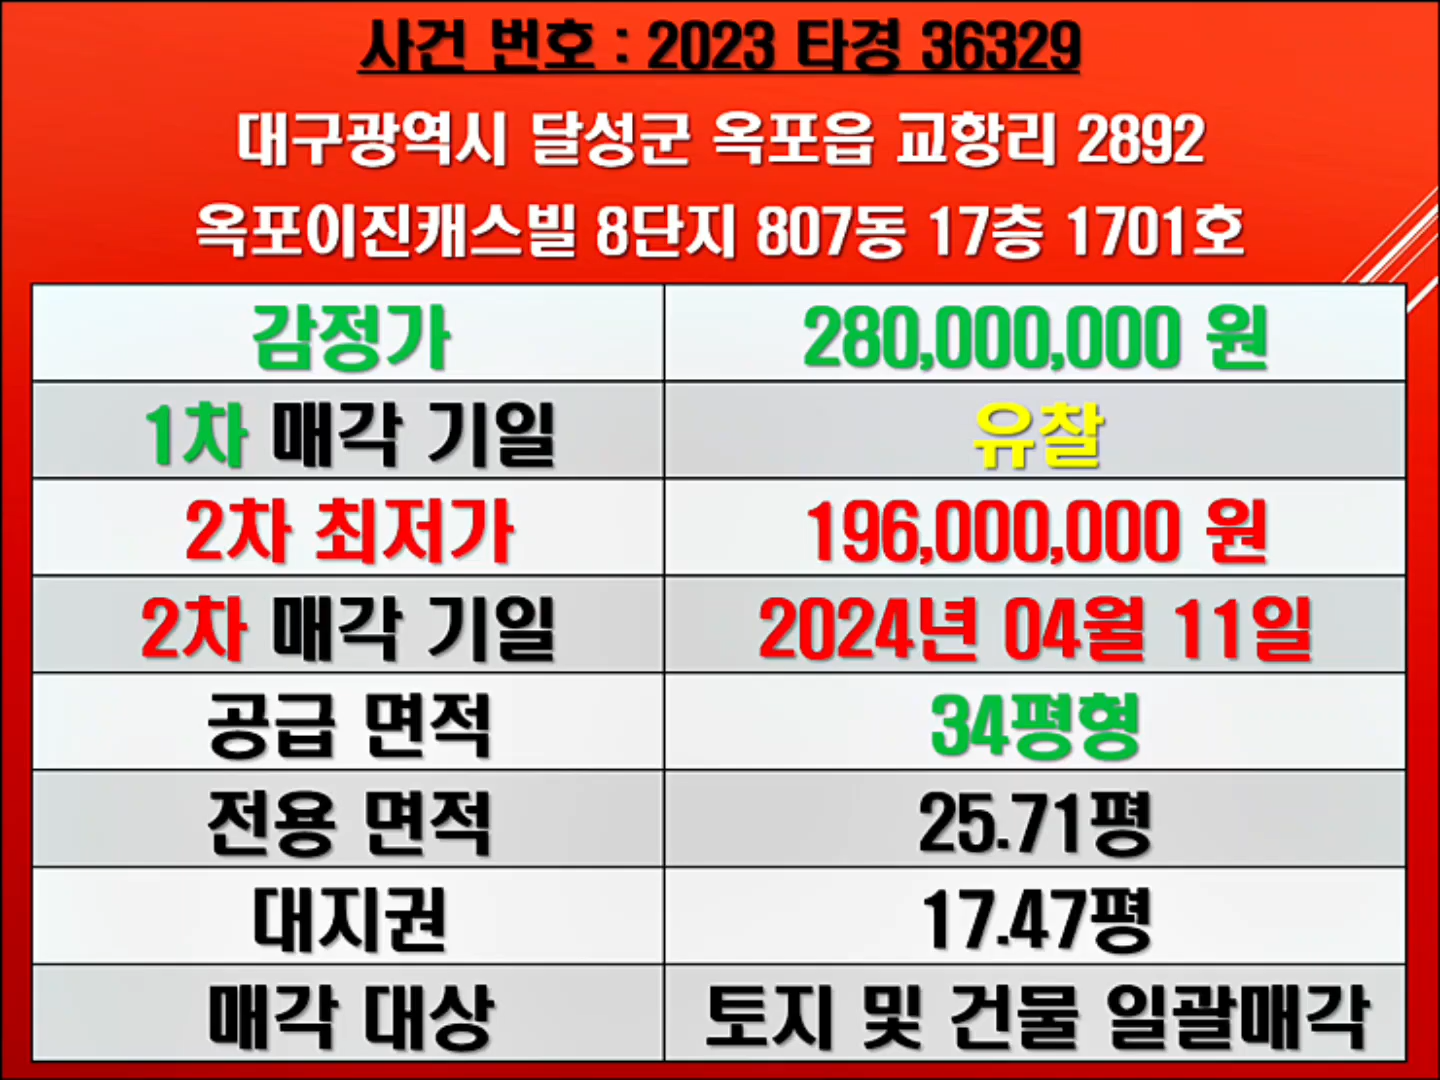 사건 번호 : 2023 타경 36329
대구광역시 달성군 옥포읍 교항리 2892
옥포이진캐스빌 8단지 807동 17층 1701호
감정가 280,000,000 원
1차 매각 기일 유찰
2차 최저가 196,000,000 원
2차 매각 기일 2024년 04월 11일
공급 면적 34평형
전용 면적 25.71평
대지권 17.47평
매각 대상 토지 및 건물 일괄매각